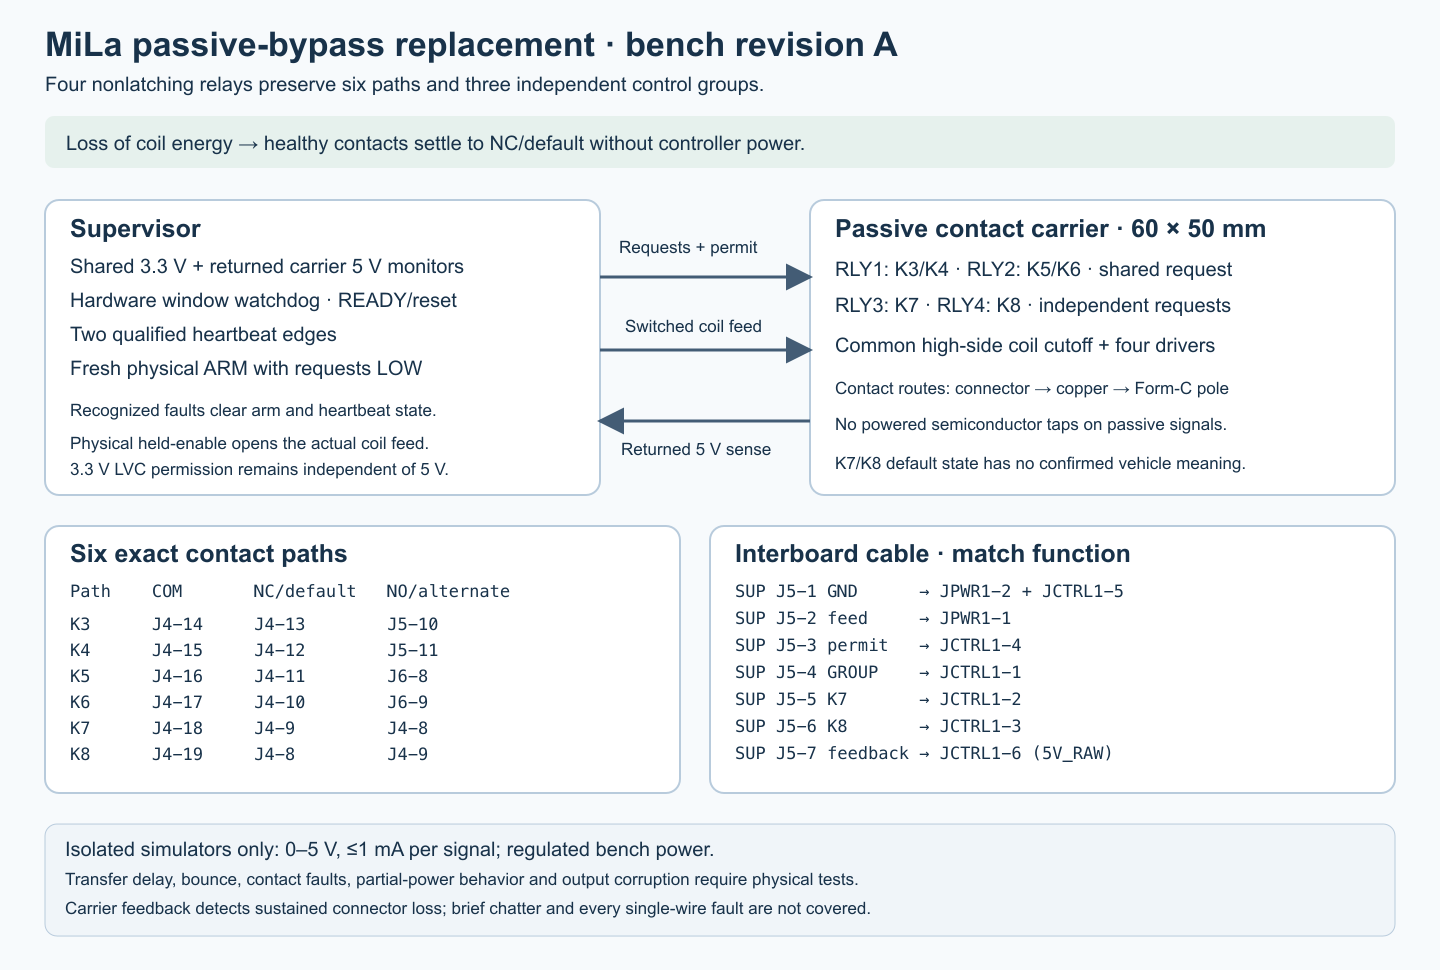 MiLa passive-bypass replacement · bench revision A
Four nonlatching relays preserve six paths and three independent control groups.
Loss of coil energy → healthy contacts settle to NC/default without controller power.
Supervisor
Shared 3.3 V + returned carrier 5 V monitors
Hardware window watchdog · READY/reset
Two qualified heartbeat edges
Fresh physical ARM with requests LOW
Recognized faults clear arm and heartbeat state.
Physical held-enable opens the actual coil feed.
3.3 V LVC permission remains independent of 5 V.
Requests + permit
Switched coil feed
Returned 5 V sense
Passive contact carrier · 60 × 50 mm
RLY1: K3/K4 · RLY2: K5/K6 · shared request
RLY3: K7 · RLY4: K8 · independent requests
Common high-side coil cutoff + four drivers
Contact routes: connector → copper → Form-C pole
No powered semiconductor taps on passive signals.
K7/K8 default state has no confirmed vehicle meaning.
Six exact contact paths
Path COM NC/default NO/alternate
K3 J4–14 J4–13 J5–10
K4 J4–15 J4–12 J5–11
K5 J4–16 J4–11 J6–8
K6 J4–17 J4–10 J6–9
K7 J4–18 J4–9 J4–8
K8 J4–19 J4–8 J4–9
Interboard cable · match function
SUP J5–1 GND → JPWR1–2 + JCTRL1–5
SUP J5–2 feed → JPWR1–1
SUP J5–3 permit → JCTRL1–4
SUP J5–4 GROUP → JCTRL1–1
SUP J5–5 K7 → JCTRL1–2
SUP J5–6 K8 → JCTRL1–3
SUP J5–7 feedback → JCTRL1–6 (5V_RAW)
Isolated simulators only: 0–5 V, ≤1 mA per signal; regulated bench power.
Transfer delay, bounce, contact faults, partial-power behavior and output corruption require physical tests.
Carrier feedback detects sustained connector loss; brief chatter and every single-wire fault are not covered.